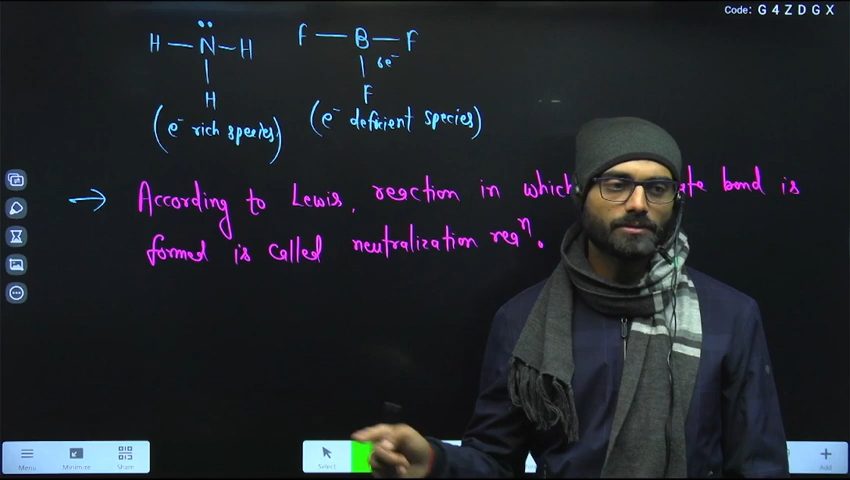 Code: G 4 Z D G X
H — N̈ — H
F — B — F
6e⁻
H
F
(e⁻ rich species)
(e⁻ deficient species)
→ According to Lewis, reaction in which ate bond is
formed is called neutralization reaⁿ.
Menu
Minimize
Share
Select
Add